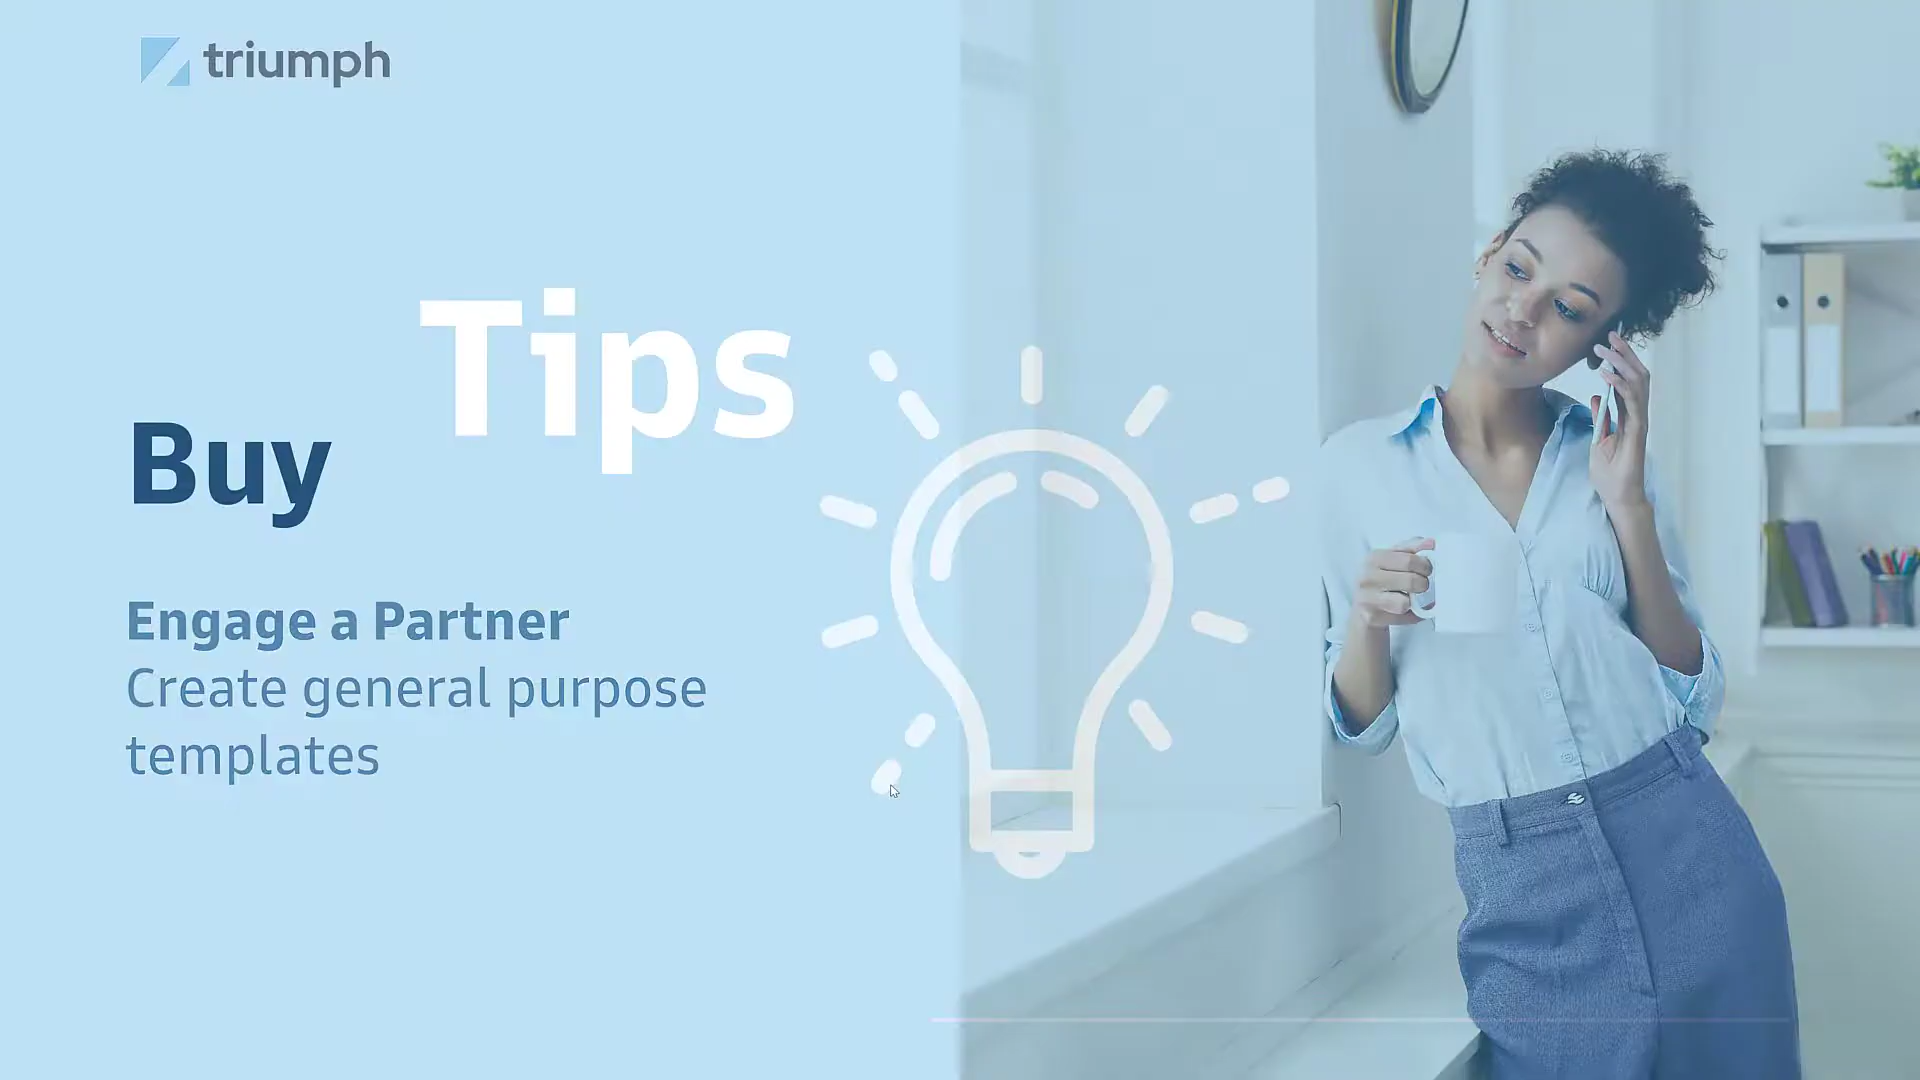 triumph
Tips
Buy
Engage a Partner
Create general purpose
templates